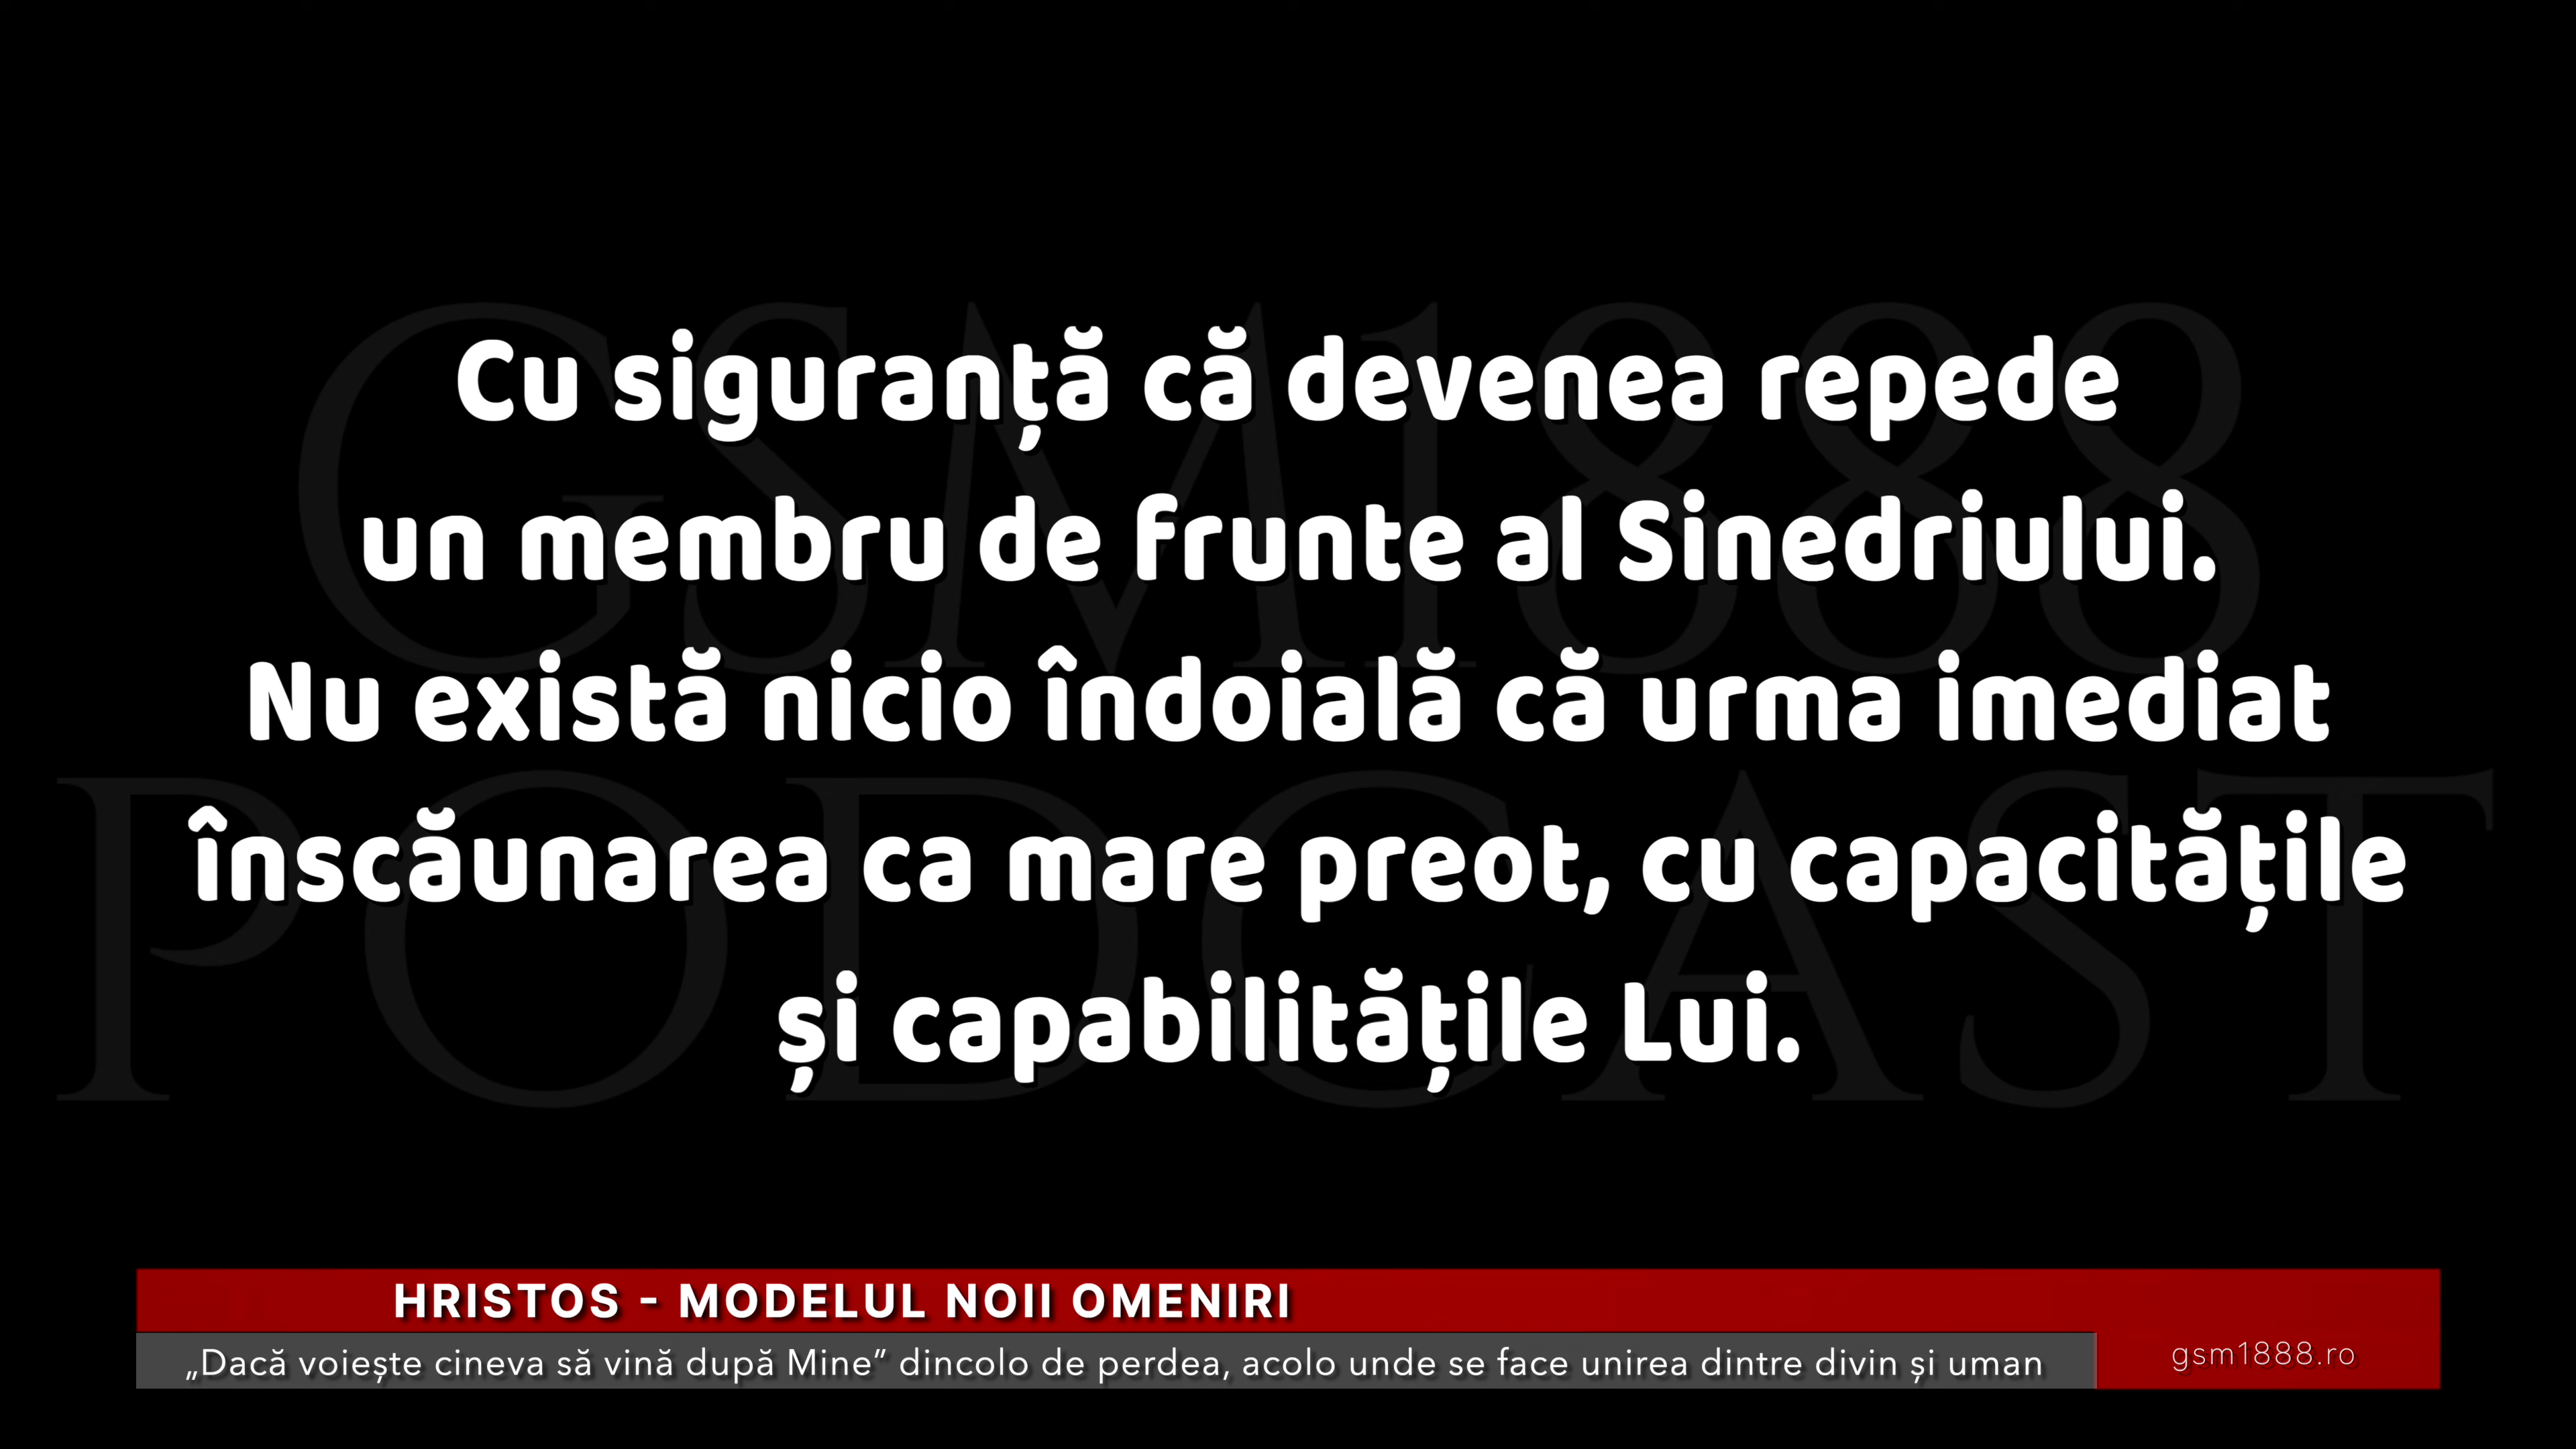 Cu siguranță că devenea repede
un membru de frunte al Sinedriului.
Nu există nicio îndoială că urma imediat
înscăunarea ca mare preot, cu capacitățile
și capabilitățile Lui.
GSM1888
PODCAST
HRISTOS - MODELUL NOII OMENIRI
„Dacă voiește cineva să vină după Mine” dincolo de perdea, acolo unde se face unirea dintre divin și uman
gsm1888.ro